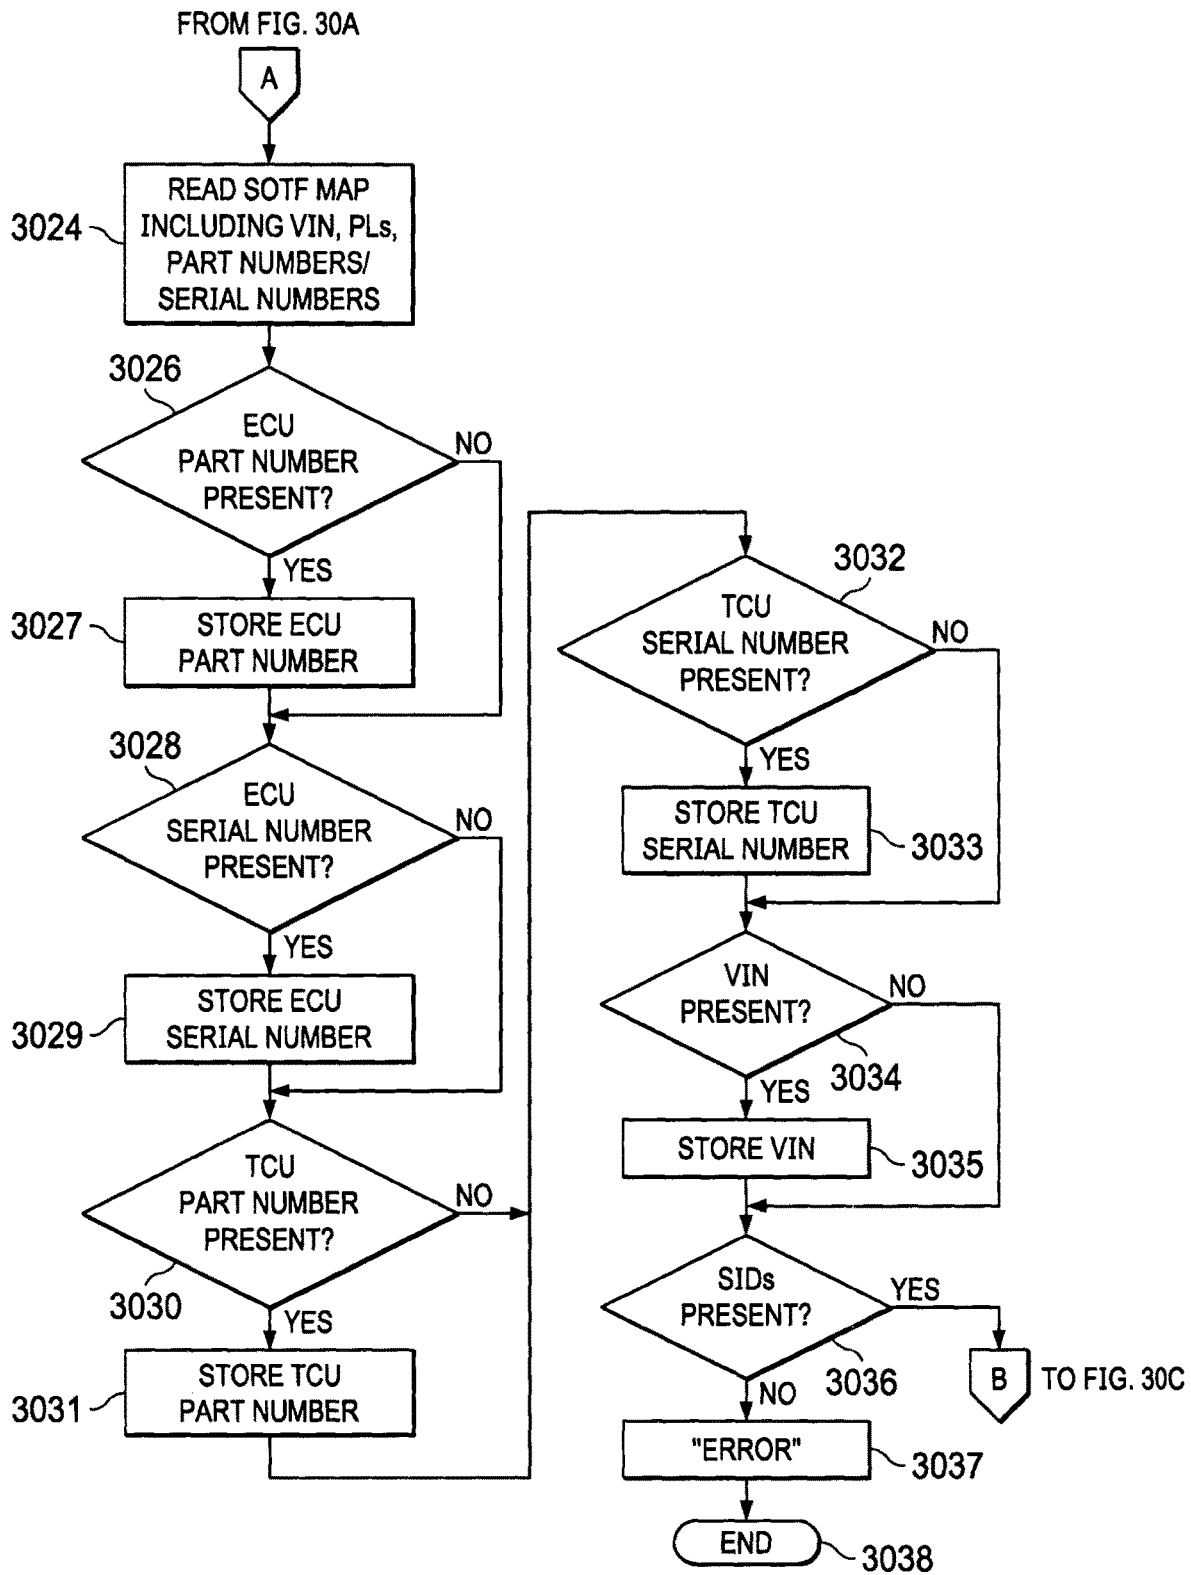 FROM FIG. 30A
A
3024
READ SOTF MAP
INCLUDING VIN, PLs,
PART NUMBERS/
SERIAL NUMBERS
3026
ECU
PART NUMBER
PRESENT?
NO
YES
3027
STORE ECU
PART NUMBER
3028
ECU
SERIAL NUMBER
PRESENT?
NO
YES
3029
STORE ECU
SERIAL NUMBER
TCU
PART NUMBER
PRESENT?
NO
3030
YES
3031
STORE TCU
PART NUMBER
3032
TCU
SERIAL NUMBER
PRESENT?
NO
YES
STORE TCU
SERIAL NUMBER
3033
VIN
PRESENT?
NO
3034
YES
STORE VIN
3035
SIDs
PRESENT?
YES
3036
B
TO FIG. 30C
NO
"ERROR"
3037
END
3038